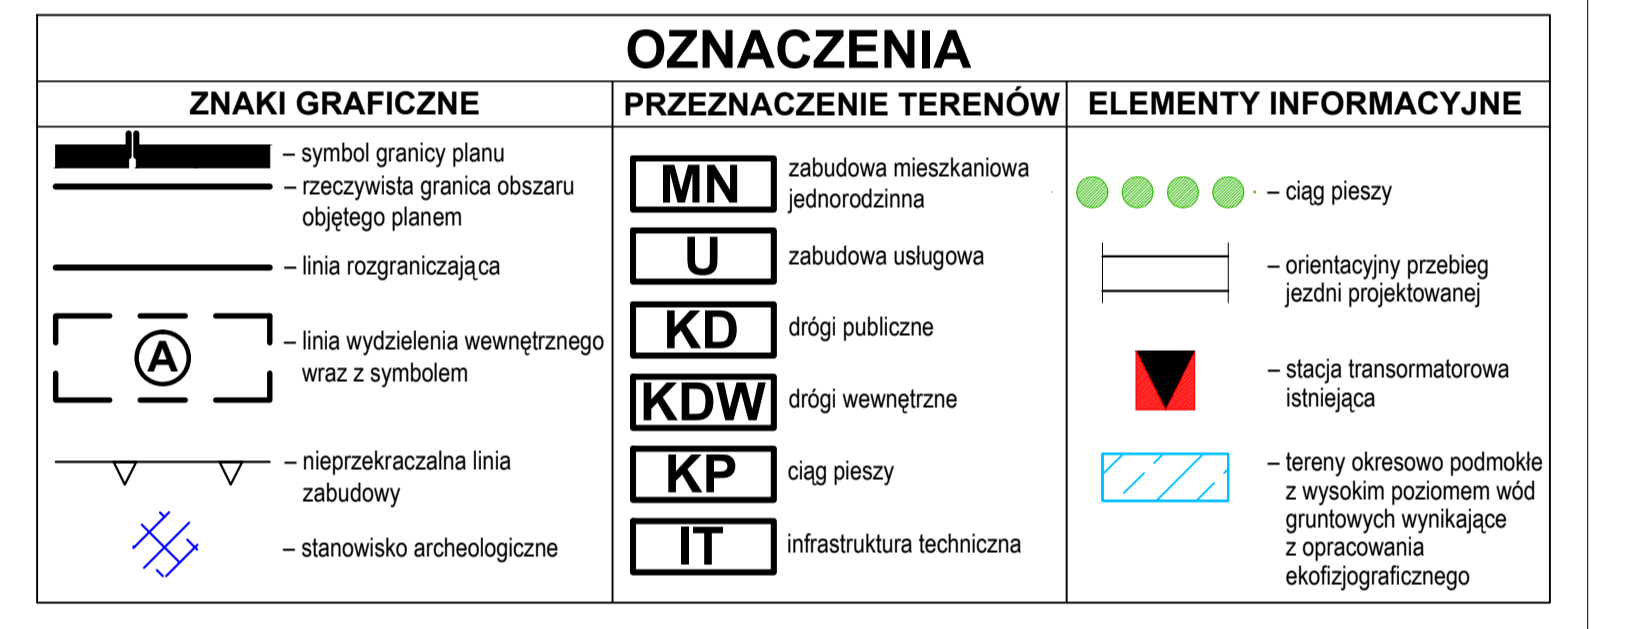 OZNACZENIA
ZNAKI GRAFICZNE
– symbol granicy planu
– rzeczywista granica obszaru
objętego planem
– linia rozgraniczająca
A
– linia wydzielenia wewnętrznego
wraz z symbolem
– nieprzekraczalna linia
zabudowy
– stanowisko archeologiczne
PRZEZNACZENIE TERENÓW
MN
zabudowa mieszkaniowa
jednorodzinna
U
zabudowa usługowa
KD
drógi publiczne
KDW
drógi wewnętrzne
KP
ciąg pieszy
IT
infrastruktura techniczna
ELEMENTY INFORMACYJNE
– ciąg pieszy
– orientacyjny przebieg
jezdni projektowanej
– stacja transormatorowa
istniejąca
– tereny okresowo podmokłe
z wysokim poziomem wód
gruntowych wynikające
z opracowania
ekofizjograficznego